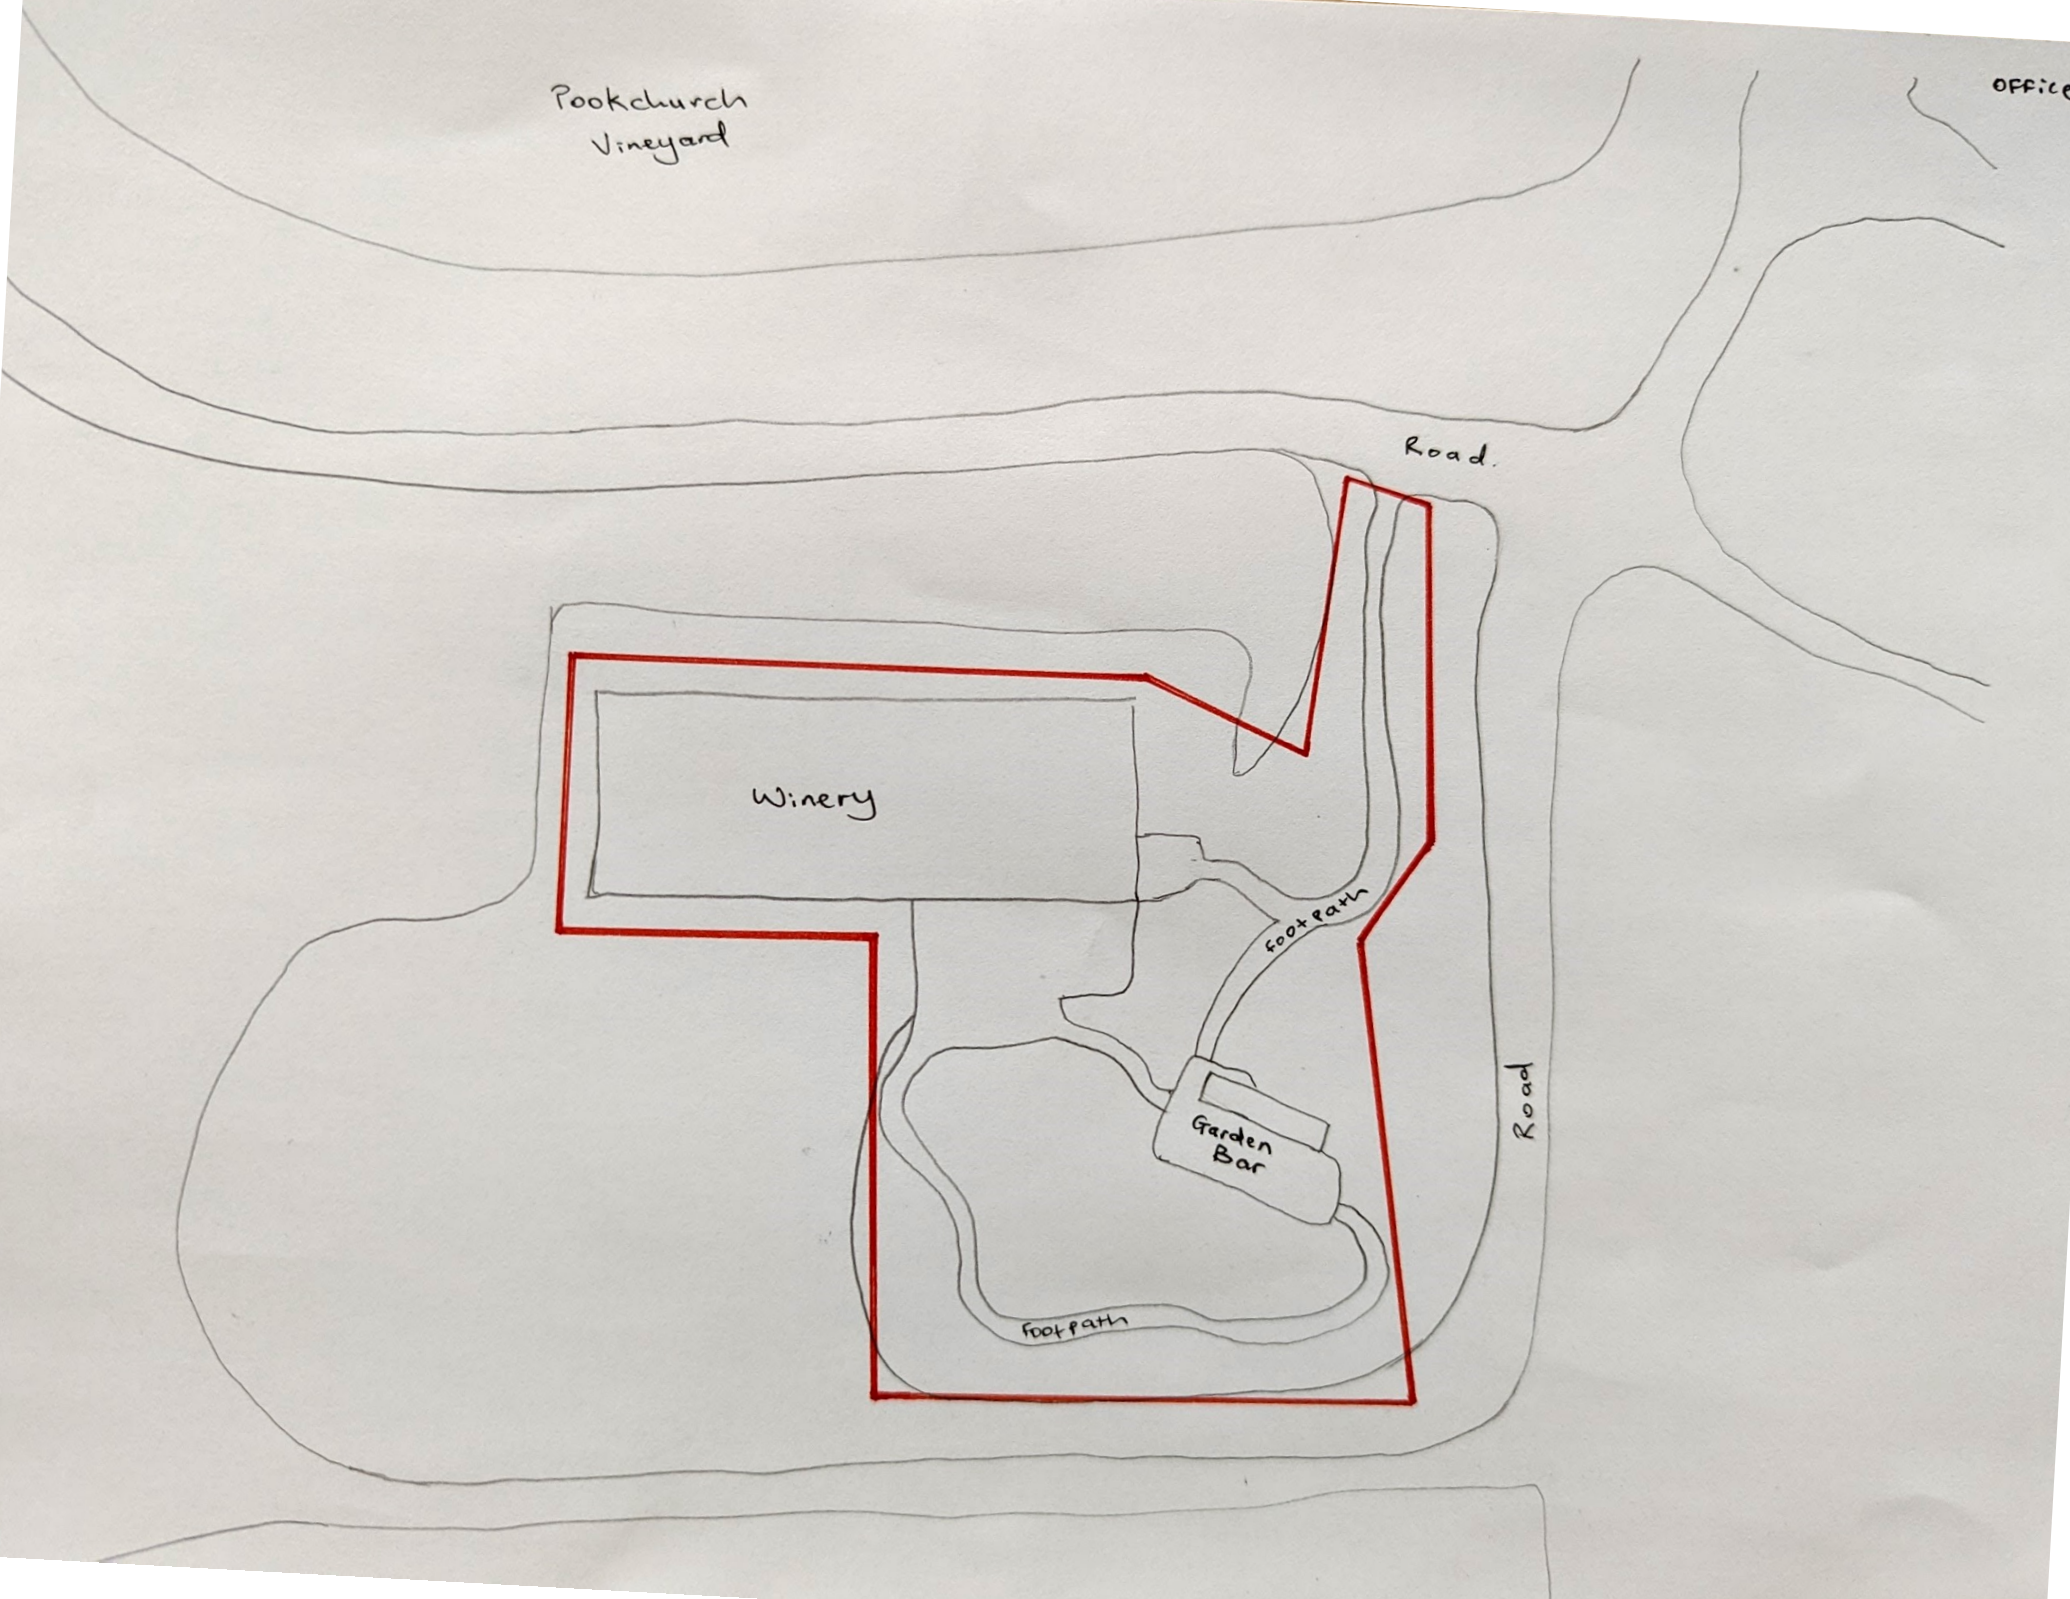 Pookchurch
Vineyard
OFFice
Road.
Winery
Footpath
Garden
Bar
Road
Footpath